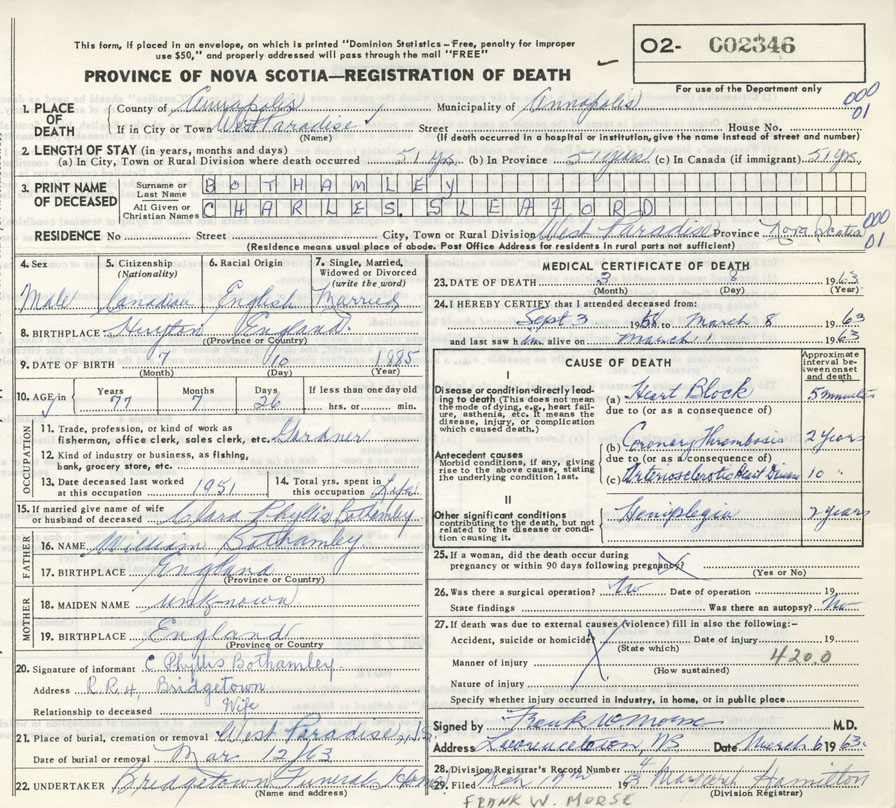 This form, if placed in an envelope, on which is printed "Dominion Statistics—Free, penalty for improper
use $50," and properly addressed will pass through the mail "FREE"
O2- C02346
PROVINCE OF NOVA SCOTIA—REGISTRATION OF DEATH
For use of the Department only
1. PLACE OF DEATH
County of Annapolis Municipality of Annapolis 000
If in City or Town West Paradise Street House No. 01
(Name) (If death occurred in a hospital or institution, give the name instead of street and number)
2. LENGTH OF STAY (in years, months and days)
(a) In City, Town or Rural Division where death occurred 51 yrs. (b) In Province 51 years (c) In Canada (if immigrant) 51 yrs.
3. PRINT NAME OF DECEASED
Surname or Last Name BOTHAMLEY
All Given or Christian Names CHARLES. SLEAFORD
RESIDENCE No Street City, Town or Rural Division West Paradise Province Nova Scotia 000 01
(Residence means usual place of abode. Post Office Address for residents in rural parts not sufficient)
4. Sex Male
5. Citizenship (Nationality) Canadian
6. Racial Origin English
7. Single, Married, Widowed or Divorced (write the word) Married
8. BIRTHPLACE England
(Province or Country)
9. DATE OF BIRTH 7 10 1885
(Month) (Day) (Year)
10. AGE in Years 77 Months 7 Days 26 If less than one day old hrs. or min.
OCCUPATION
11. Trade, profession, or kind of work as
fisherman, office clerk, sales clerk, etc.
12. Kind of industry or business, as fishing,
bank, grocery store, etc.
13. Date deceased last worked at this occupation 1951
14. Total yrs. spent in this occupation Life
15. If married give name of wife
or husband of deceased Clara Phyllis Bothamley
FATHER
16. NAME William Bothamley
17. BIRTHPLACE England
(Province or Country)
MOTHER
18. MAIDEN NAME unknown
19. BIRTHPLACE England
(Province or Country)
20. Signature of informant C. Phyllis Bothamley
Address R.R.4, Bridgetown
Relationship to deceased Wife
21. Place of burial, cremation or removal West Paradise, N.S.
Date of burial or removal Mar. 12/63
22. UNDERTAKER Bridgetown Funeral Home
(Name and address)
MEDICAL CERTIFICATE OF DEATH
23. DATE OF DEATH 3 8 1963
(Month) (Day) (Year)
24. I HEREBY CERTIFY that I attended deceased from:
Sept 3 1958 to March 8 1963
and last saw him alive on March 1 1963
CAUSE OF DEATH
Approximate interval between onset and death
I
Disease or condition directly leading to death (This does not mean the mode of dying, e.g., heart failure, asthenia, etc. It means the disease, injury, or complication which caused death.)
(a) Heart Block 5 minutes
due to (or as a consequence of)
Antecedent causes
Morbid conditions, if any, giving rise to the above cause, stating the underlying condition last.
(b) Coronary Thrombosis 2 years
due to (or as a consequence of)
(c) Arteriosclerotic Heart Disease 10 "
II
Other significant conditions
contributing to the death, but not related to the disease or condition causing it.
Hemiplegia 2 years
25. If a woman, did the death occur during
pregnancy or within 90 days following pregnancy?
(Yes or No)
26. Was there a surgical operation? No Date of operation 19
State findings Was there an autopsy? No
27. If death was due to external causes (violence) fill in also the following:-
Accident, suicide or homicide? Date of injury 19
(State which)
420.0
Manner of injury
(How sustained)
Nature of injury
Specify whether injury occurred in Industry, in home, or in public place
Signed by Frank W Morse M.D.
Address Lawrencetown, NS Date March 6 1963
28. Division Registrar's Record Number 4
29. Filed 19 63 Margaret Hamilton
(Division Registrar)
FRANK W. MORSE